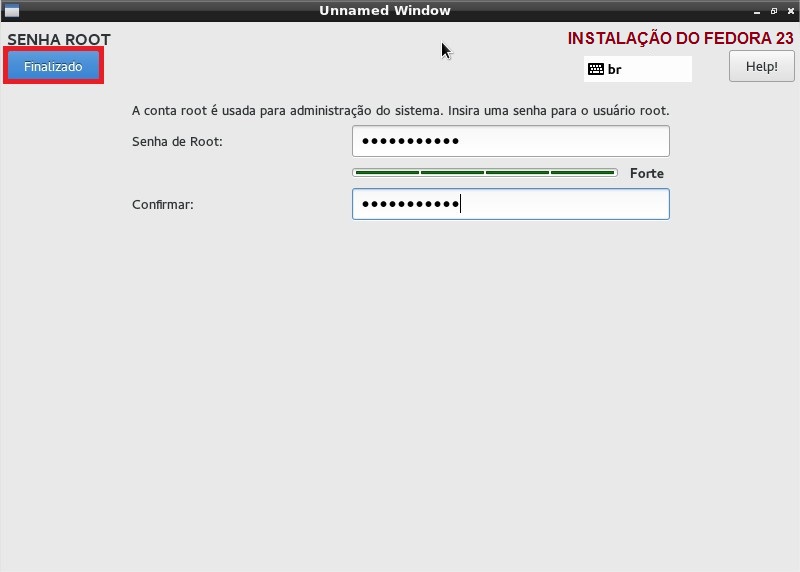 Unnamed Window
SENHA ROOT
INSTALAÇÃO DO FEDORA 23
Finalizado
br
Help!
A conta root é usada para administração do sistema. Insira uma senha para o usuário root.
Senha de Root:
●●●●●●●●●●●
Forte
Confirmar:
●●●●●●●●●●●